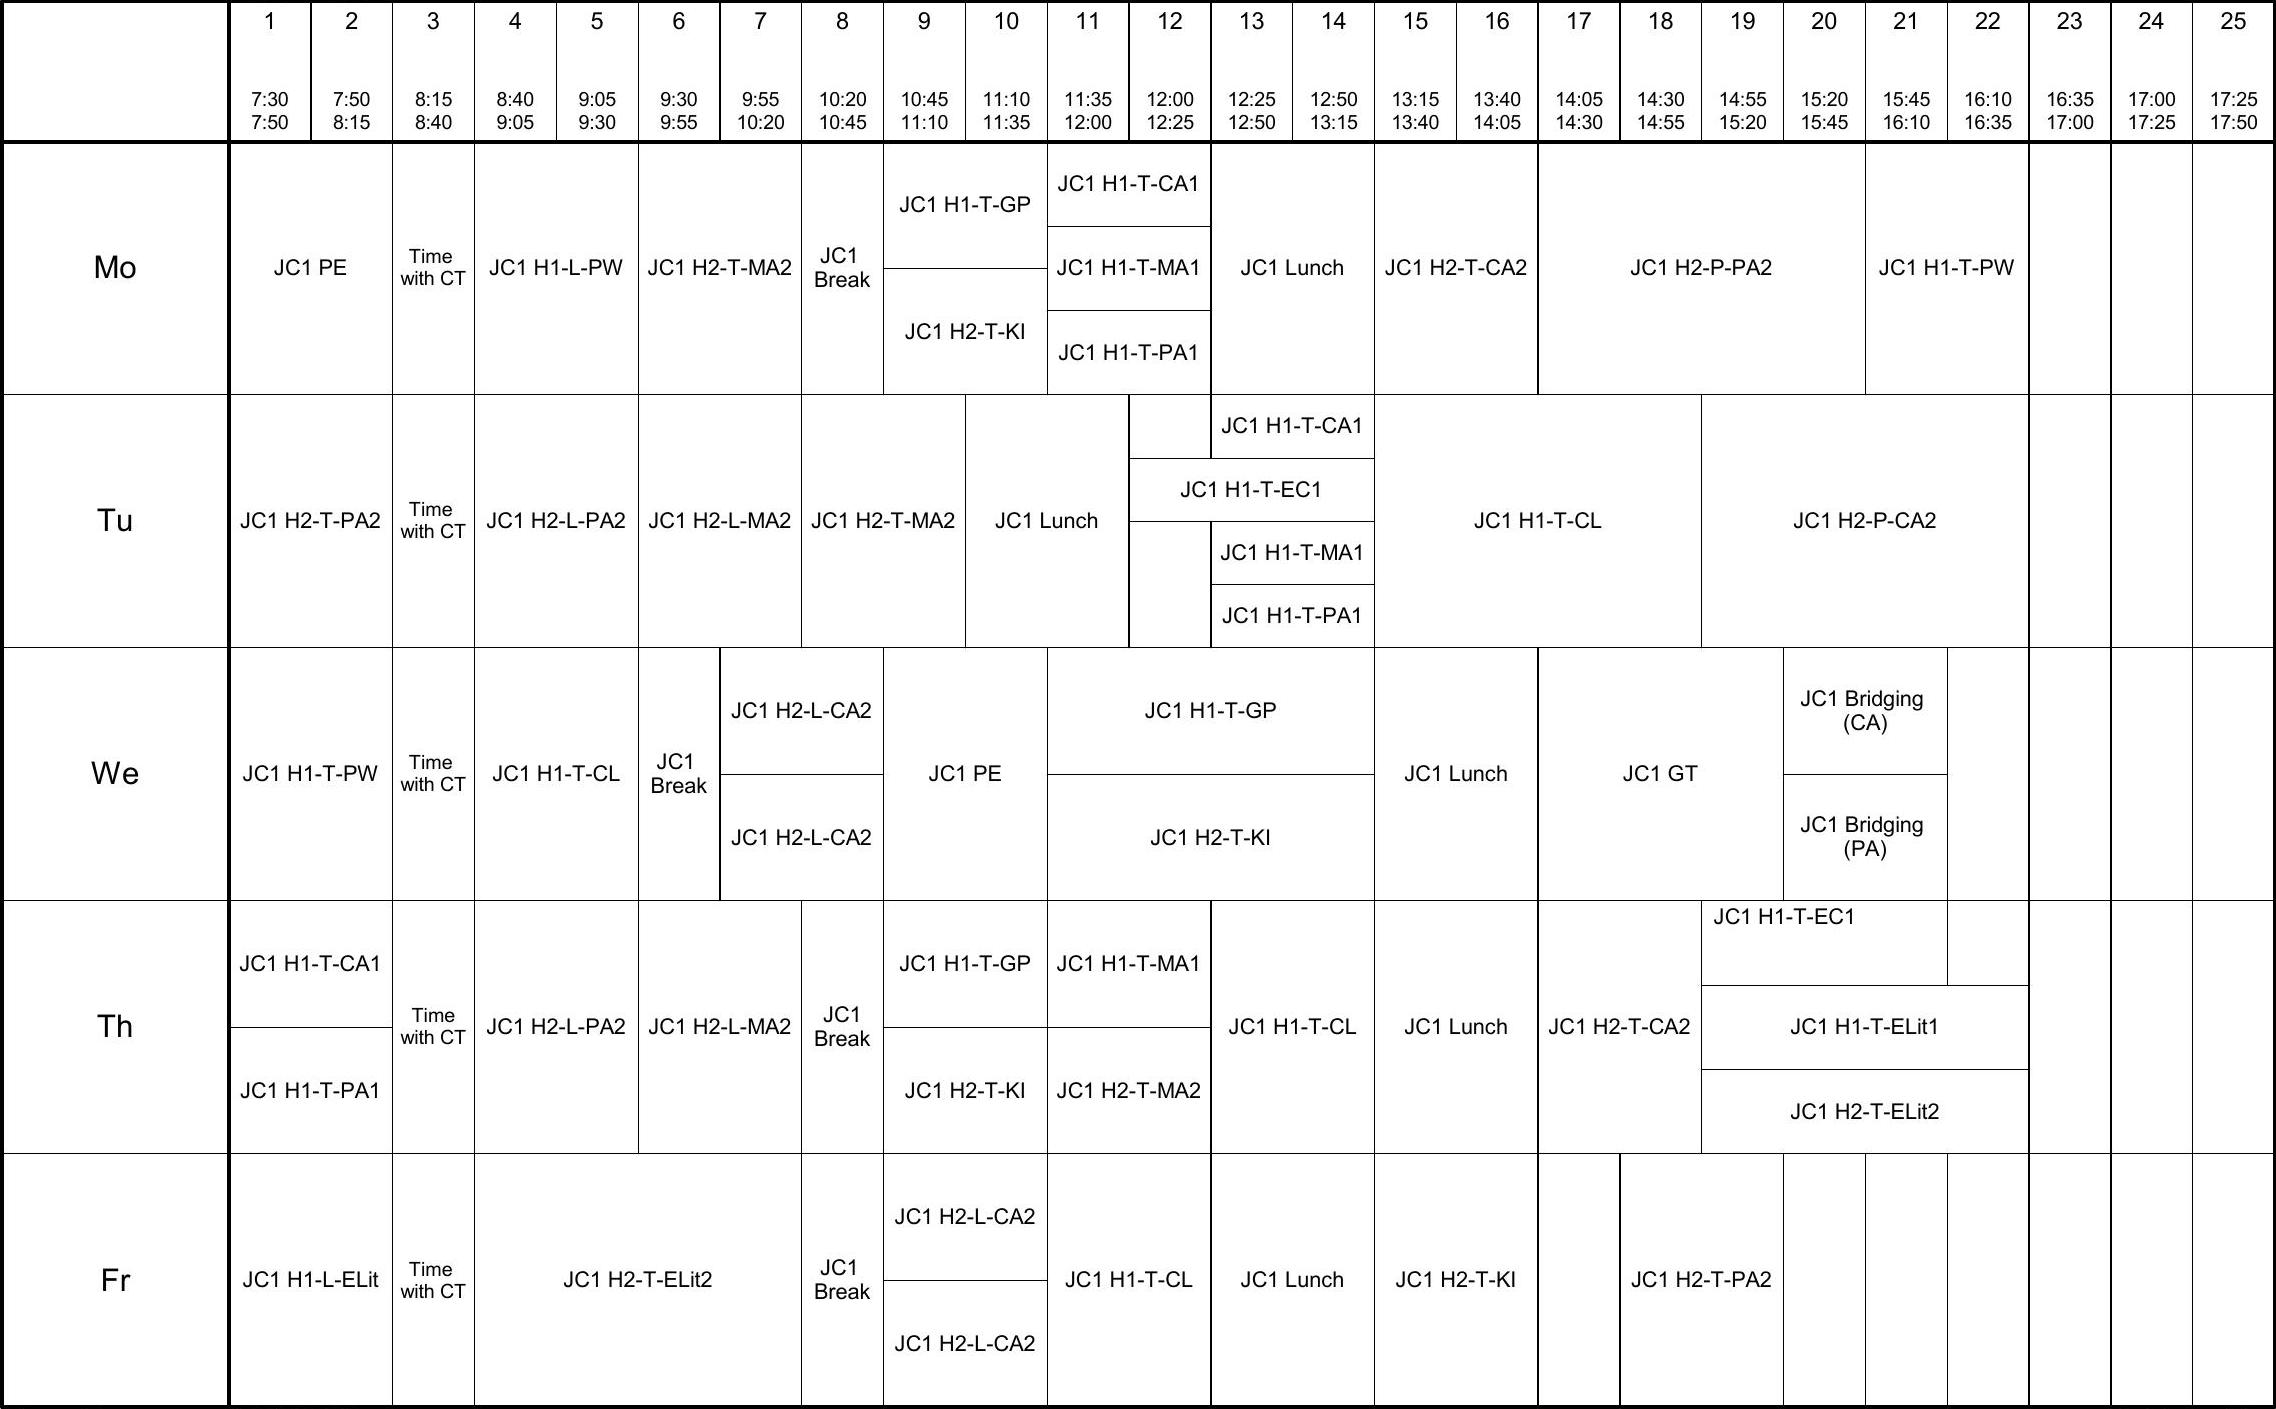 1 2 3 4 5 6 7 8 9 10 11 12 13 14 15 16 17 18 19 20 21 22 23 24 25
7:30 7:50 8:15 8:40 9:05 9:30 9:55 10:20 10:45 11:10 11:35 12:00 12:25 12:50 13:15 13:40 14:05 14:30 14:55 15:20 15:45 16:10 16:35 17:00 17:25
7:50 8:15 8:40 9:05 9:30 9:55 10:20 10:45 11:10 11:35 12:00 12:25 12:50 13:15 13:40 14:05 14:30 14:55 15:20 15:45 16:10 16:35 17:00 17:25 17:50
Mo
JC1 PE
Time
with CT
JC1 H1-L-PW
JC1 H2-T-MA2
JC1
Break
JC1 H1-T-GP
JC1 H2-T-KI
JC1 H1-T-CA1
JC1 H1-T-MA1
JC1 H1-T-PA1
JC1 Lunch
JC1 H2-T-CA2
JC1 H2-P-PA2
JC1 H1-T-PW
Tu
JC1 H2-T-PA2
Time
with CT
JC1 H2-L-PA2
JC1 H2-L-MA2
JC1 H2-T-MA2
JC1 Lunch
JC1 H1-T-CA1
JC1 H1-T-EC1
JC1 H1-T-MA1
JC1 H1-T-PA1
JC1 H1-T-CL
JC1 H2-P-CA2
We
JC1 H1-T-PW
Time
with CT
JC1 H1-T-CL
JC1
Break
JC1 H2-L-CA2
JC1 H2-L-CA2
JC1 PE
JC1 H1-T-GP
JC1 H2-T-KI
JC1 Lunch
JC1 GT
JC1 Bridging
(CA)
JC1 Bridging
(PA)
Th
JC1 H1-T-CA1
JC1 H1-T-PA1
Time
with CT
JC1 H2-L-PA2
JC1 H2-L-MA2
JC1
Break
JC1 H1-T-GP
JC1 H2-T-KI
JC1 H1-T-MA1
JC1 H2-T-MA2
JC1 H1-T-CL
JC1 Lunch
JC1 H2-T-CA2
JC1 H1-T-EC1
JC1 H1-T-ELit1
JC1 H2-T-ELit2
Fr
JC1 H1-L-ELit
Time
with CT
JC1 H2-T-ELit2
JC1
Break
JC1 H2-L-CA2
JC1 H2-L-CA2
JC1 H1-T-CL
JC1 Lunch
JC1 H2-T-KI
JC1 H2-T-PA2